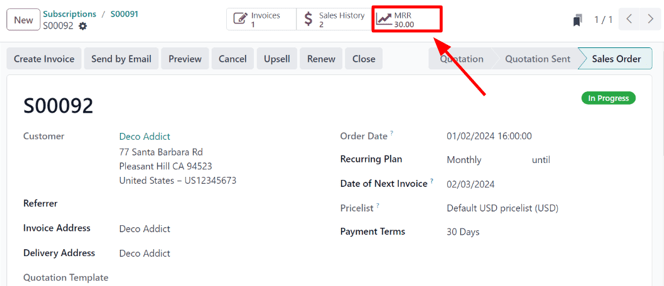 New
Subscriptions / S00091
S00092
Invoices
1
Sales History
2
MRR
30.00
1 / 1
Create Invoice Send by Email Preview Cancel Upsell Renew Close
Quotation Quotation Sent Sales Order
S00092
In Progress
Customer Deco Addict
77 Santa Barbara Rd
Pleasant Hill CA 94523
United States – US12345673
Referrer
Invoice Address Deco Addict
Delivery Address Deco Addict
Quotation Template
Order Date ? 01/02/2024 16:00:00
Recurring Plan Monthly until
Date of Next Invoice ? 02/03/2024
Pricelist ? Default USD pricelist (USD)
Payment Terms 30 Days